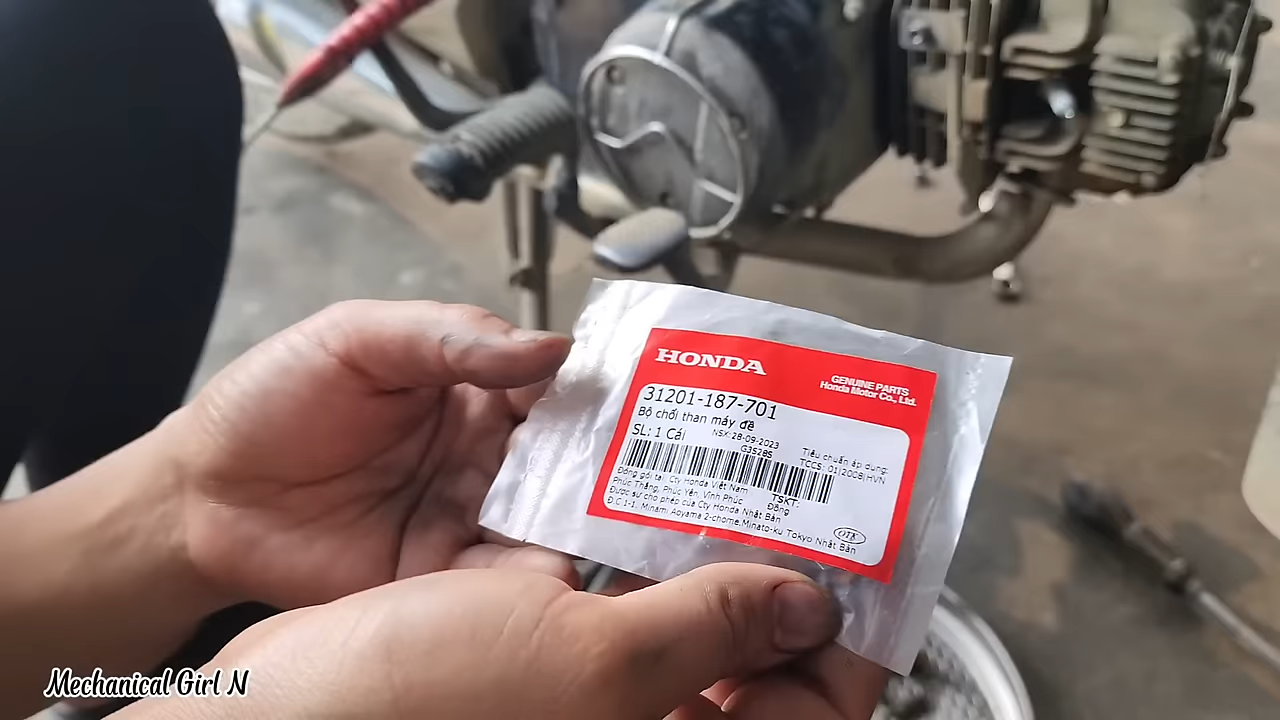 HONDA
GENUINE PARTS
Honda Motor Co., Ltd.
31201-187-701
Bộ chổi than máy đề
SL: 1 Cái
NSX: 28-09-2023
G3S28S
Tiêu chuẩn áp dụng:
TCCS: 01|2008|HVN
Đóng gói tại: Cty Honda Việt Nam
Phúc Thắng, Phúc Yên, Vĩnh Phúc
TSKT:
Đồng
Được sự cho phép của Cty Honda Nhật Bản
Đ/C 1-1, Minami Aoyama 2-chome, Minato-ku Tokyo Nhật Bản
OTK
Mechanical Girl N